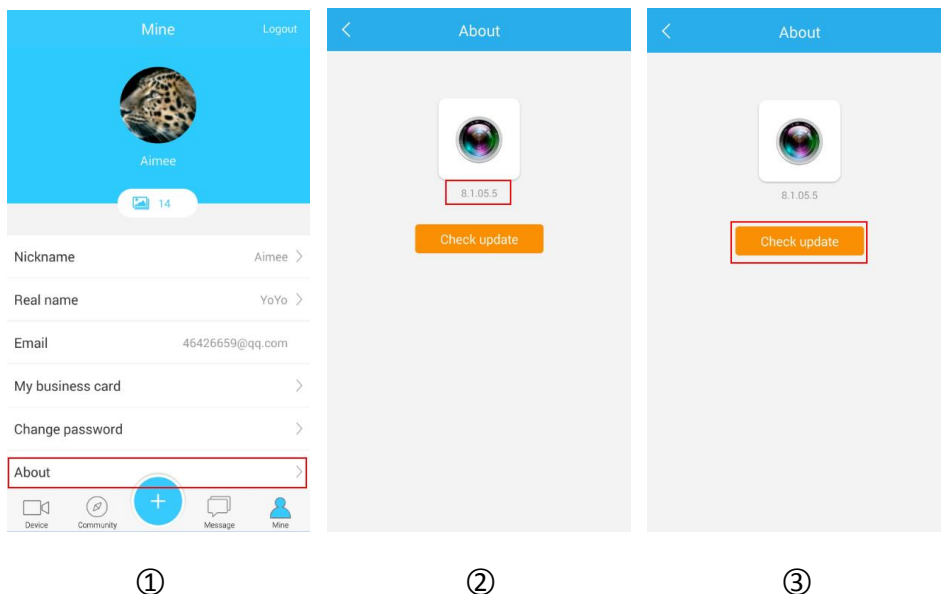 Mine Logout
Aimee
14
Nickname Aimee
Real name YoYo
Email 46426659@qq.com
My business card
Change password
About
Device Community + Message Mine
①
About
8.1.05.5
Check update
②
About
8.1.05.5
Check update
③